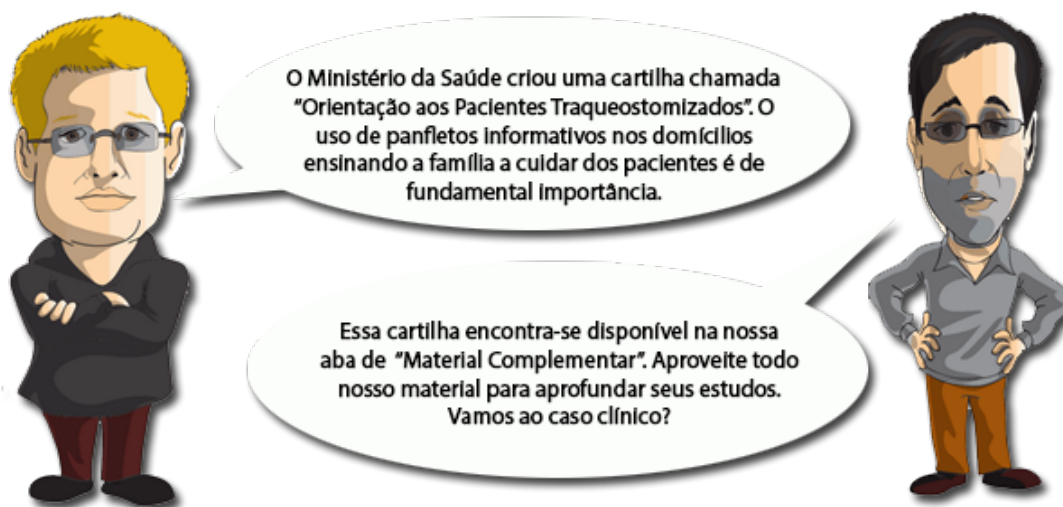 O Ministério da Saúde criou uma cartilha chamada
“Orientação aos Pacientes Traqueostomizados”. O
uso de panfletos informativos nos domícilios
ensinando a família a cuidar dos pacientes é de
fundamental importância.
Essa cartilha encontra-se disponível na nossa
aba de “Material Complementar”. Aproveite todo
nosso material para aprofundar seus estudos.
Vamos ao caso clínico?